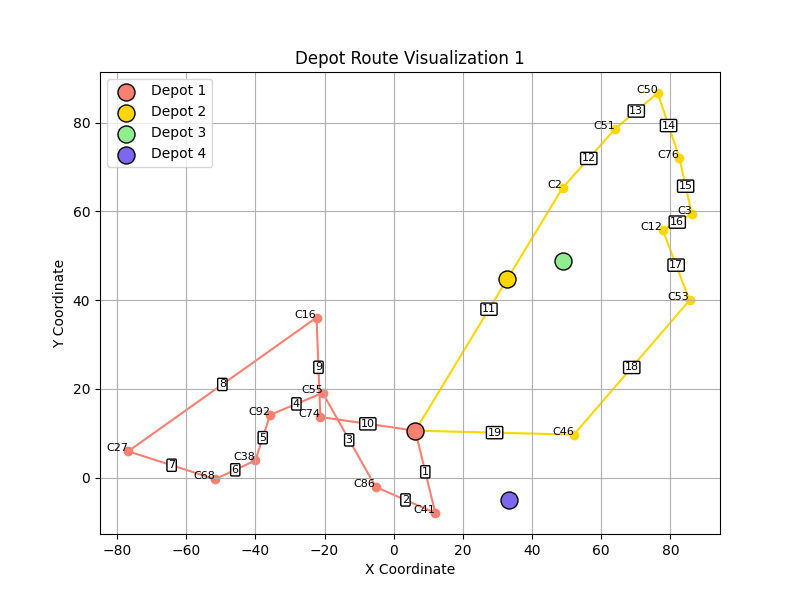 Depot Route Visualization 1
Depot 1
Depot 2
Depot 3
Depot 4
Y Coordinate
80
60
40
20
0
C50
13
14
C51
12
C76
C2
15
C3
16
C12
17
C53
11
C16
9
8
18
C55
4
C92
C74
10
19
C46
5
3
C27
7
C38
6
C68
1
C86
2
C41
−80
−60
−40
−20
0
20
40
60
80
X Coordinate